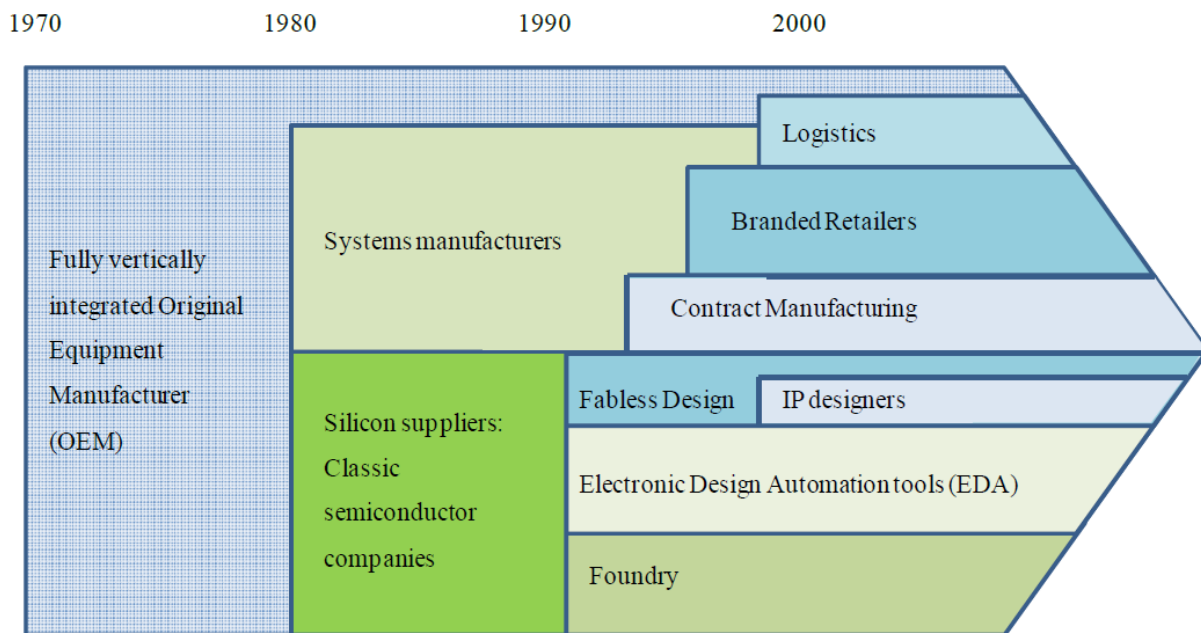 1970 1980 1990 2000
Logistics
Branded Retailers
Systems manufacturers
Fully vertically
integrated Original
Equipment
Manufacturer
(OEM)
Contract Manufacturing
Fabless Design
IP designers
Silicon suppliers:
Classic
semiconductor
companies
Electronic Design Automation tools (EDA)
Foundry